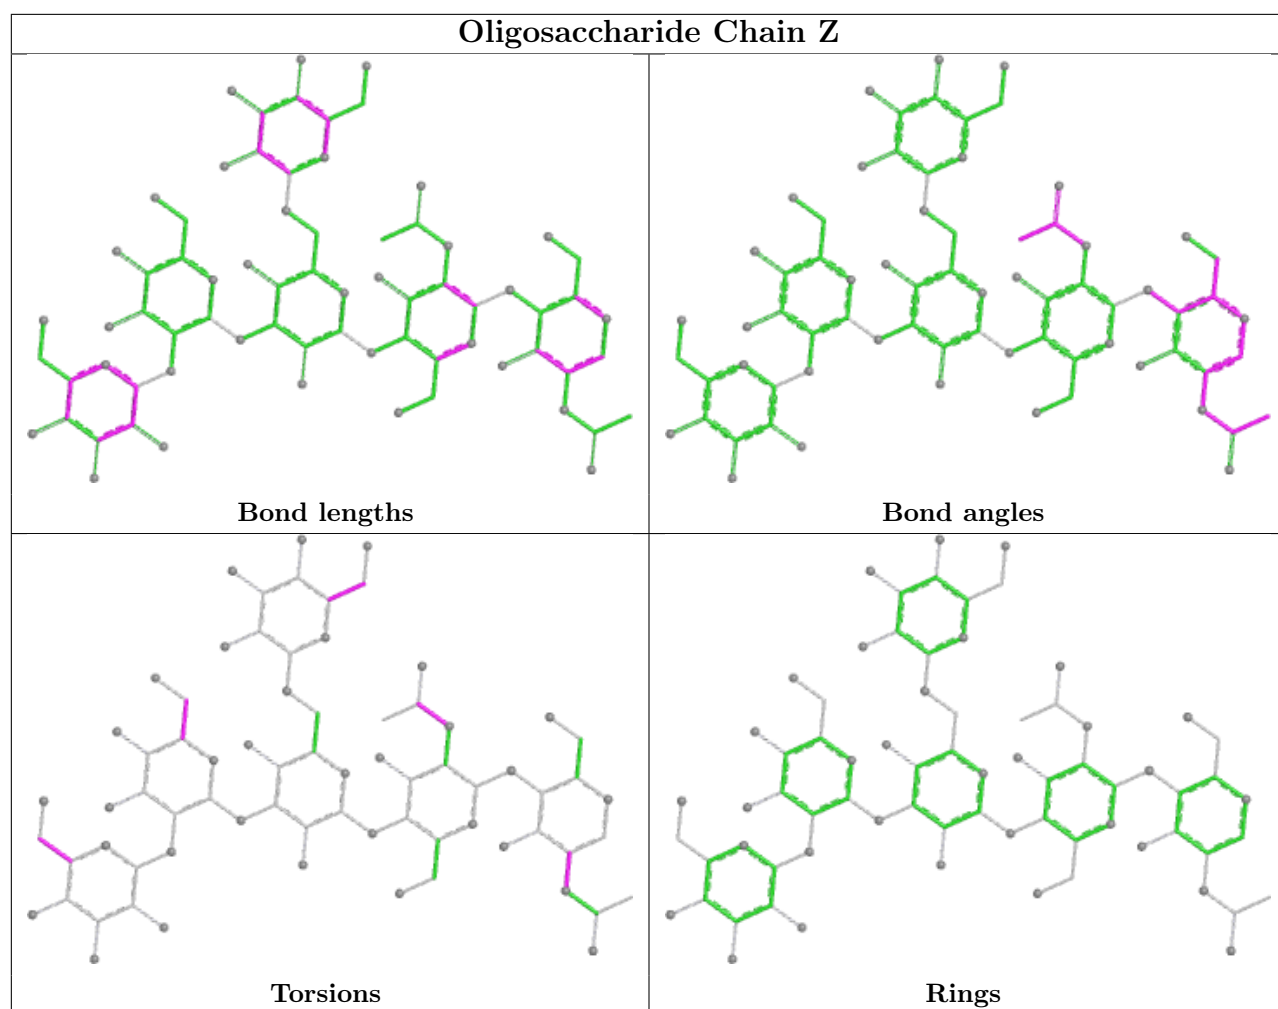 Oligosaccharide Chain Z
Bond lengths
Bond angles
Torsions
Rings